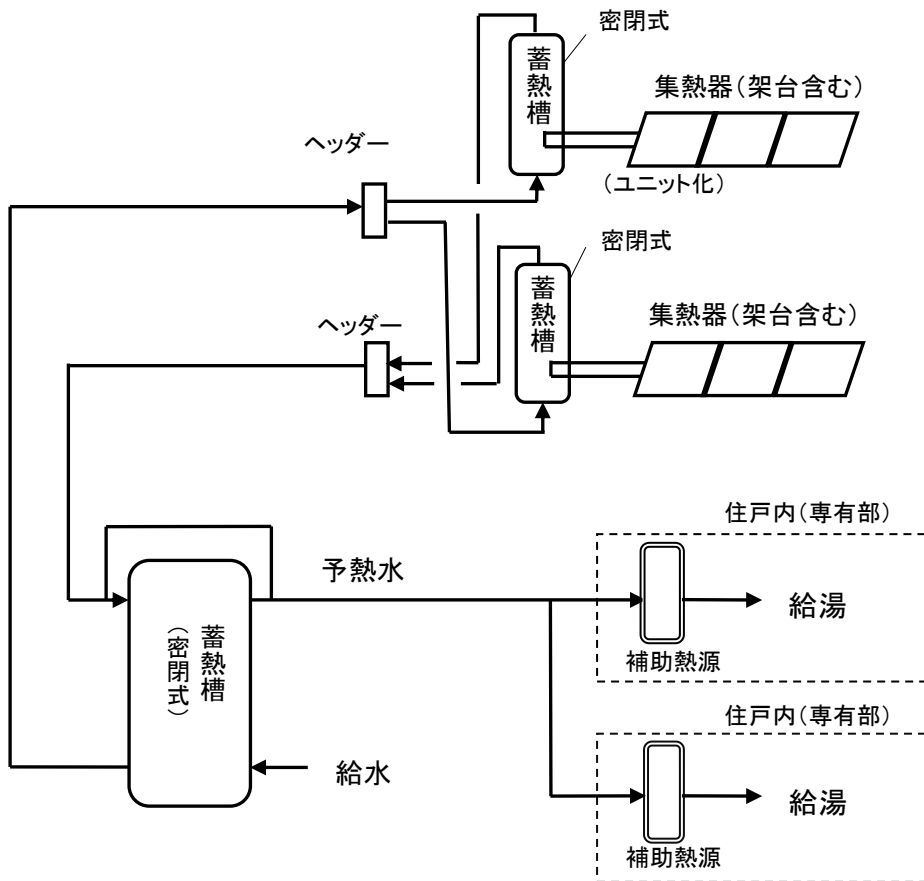 密閉式
蓄熱槽
集熱器(架台含む)
ヘッダー
(ユニット化)
密閉式
蓄熱槽
集熱器(架台含む)
ヘッダー
住戸内(専有部)
予熱水
給湯
補助熱源
蓄熱槽
(密閉式)
住戸内(専有部)
給水
給湯
補助熱源